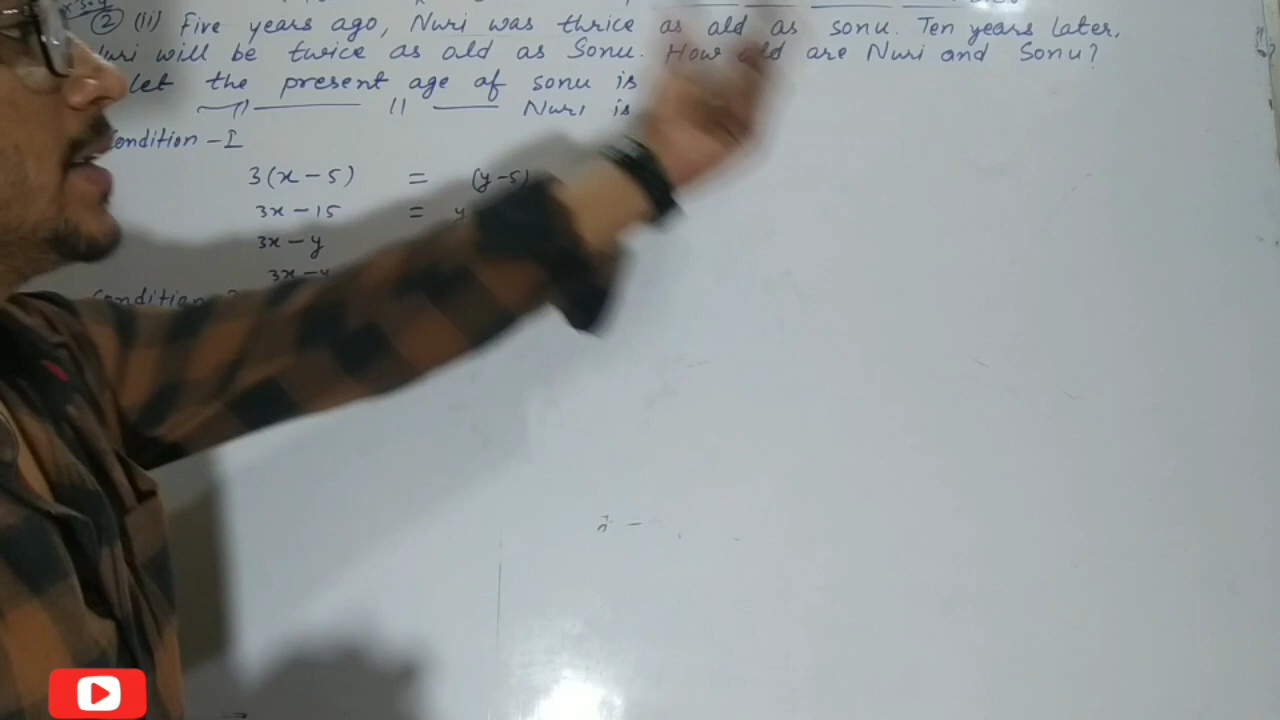 ② (ii) Five years ago, Nuri was thrice as old as sonu. Ten years later,
will be twice as old as Sonu. How old are Nuri and Sonu?
let the present age of sonu is
〃 Nuri is
Condition -I
3(x-5) = (y-5)
3x-15 = y
3x-y
3x-y
Condition